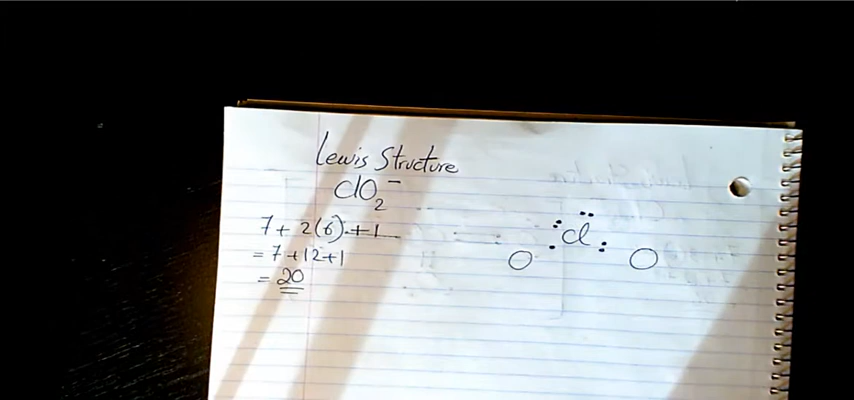 Lewis Structure
ClO₂⁻
7 + 2(6) + 1
= 7 + 12 + 1
= 20
Cl
O O